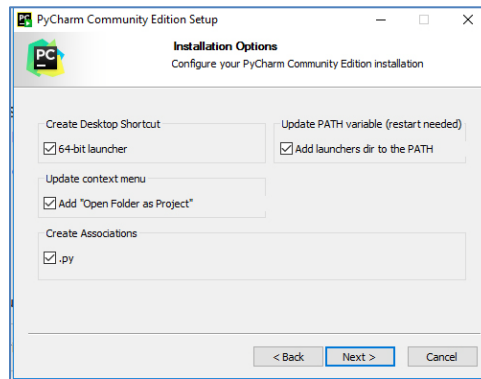 PyCharm Community Edition Setup
PC
Installation Options
Configure your PyCharm Community Edition installation
Create Desktop Shortcut
64-bit launcher
Update PATH variable (restart needed)
Add launchers dir to the PATH
Update context menu
Add "Open Folder as Project"
Create Associations
.py
< Back
Next >
Cancel